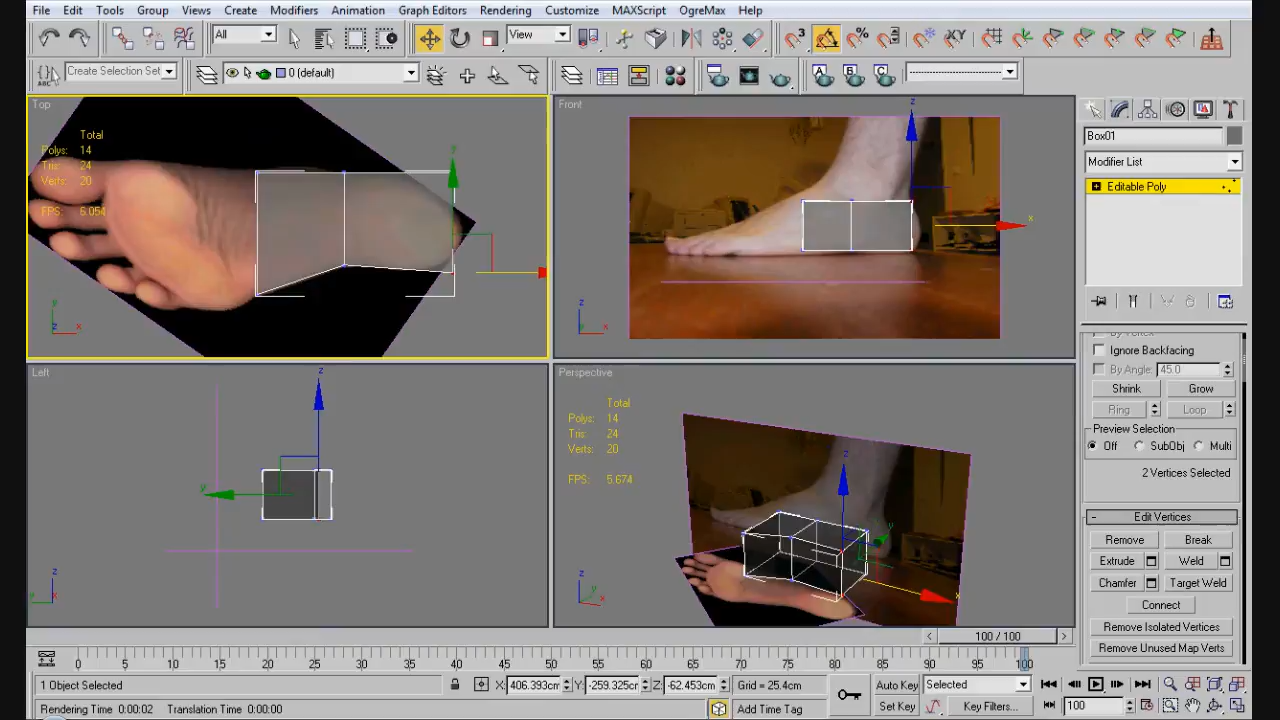 File Edit Tools Group Views Create Modifiers Animation Graph Editors Rendering Customize MAXScript OgreMax Help
All View
Create Selection Set 0 (default)
Top
Total
Polys: 14
Tris: 24
Verts: 20
FPS: 6.054
Front
Left
Perspective
Total
Polys: 14
Tris: 24
Verts: 20
FPS: 5.674
Box01
Modifier List
Editable Poly
Ignore Backfacing
By Angle: 45.0
Shrink Grow
Ring Loop
Preview Selection
Off SubObj Multi
2 Vertices Selected
Edit Vertices
Remove Break
Extrude Weld
Chamfer Target Weld
Connect
Remove Isolated Vertices
Remove Unused Map Verts
100 / 100
0 5 10 15 20 25 30 35 40 45 50 55 60 65 70 75 80 85 90 95 100
1 Object Selected X: 406.393cm Y: -259.325cm Z: -62.453cm Grid = 25.4cm Auto Key Selected
Rendering Time 0:00:02 Translation Time 0:00:00 Add Time Tag Set Key Key Filters... 100